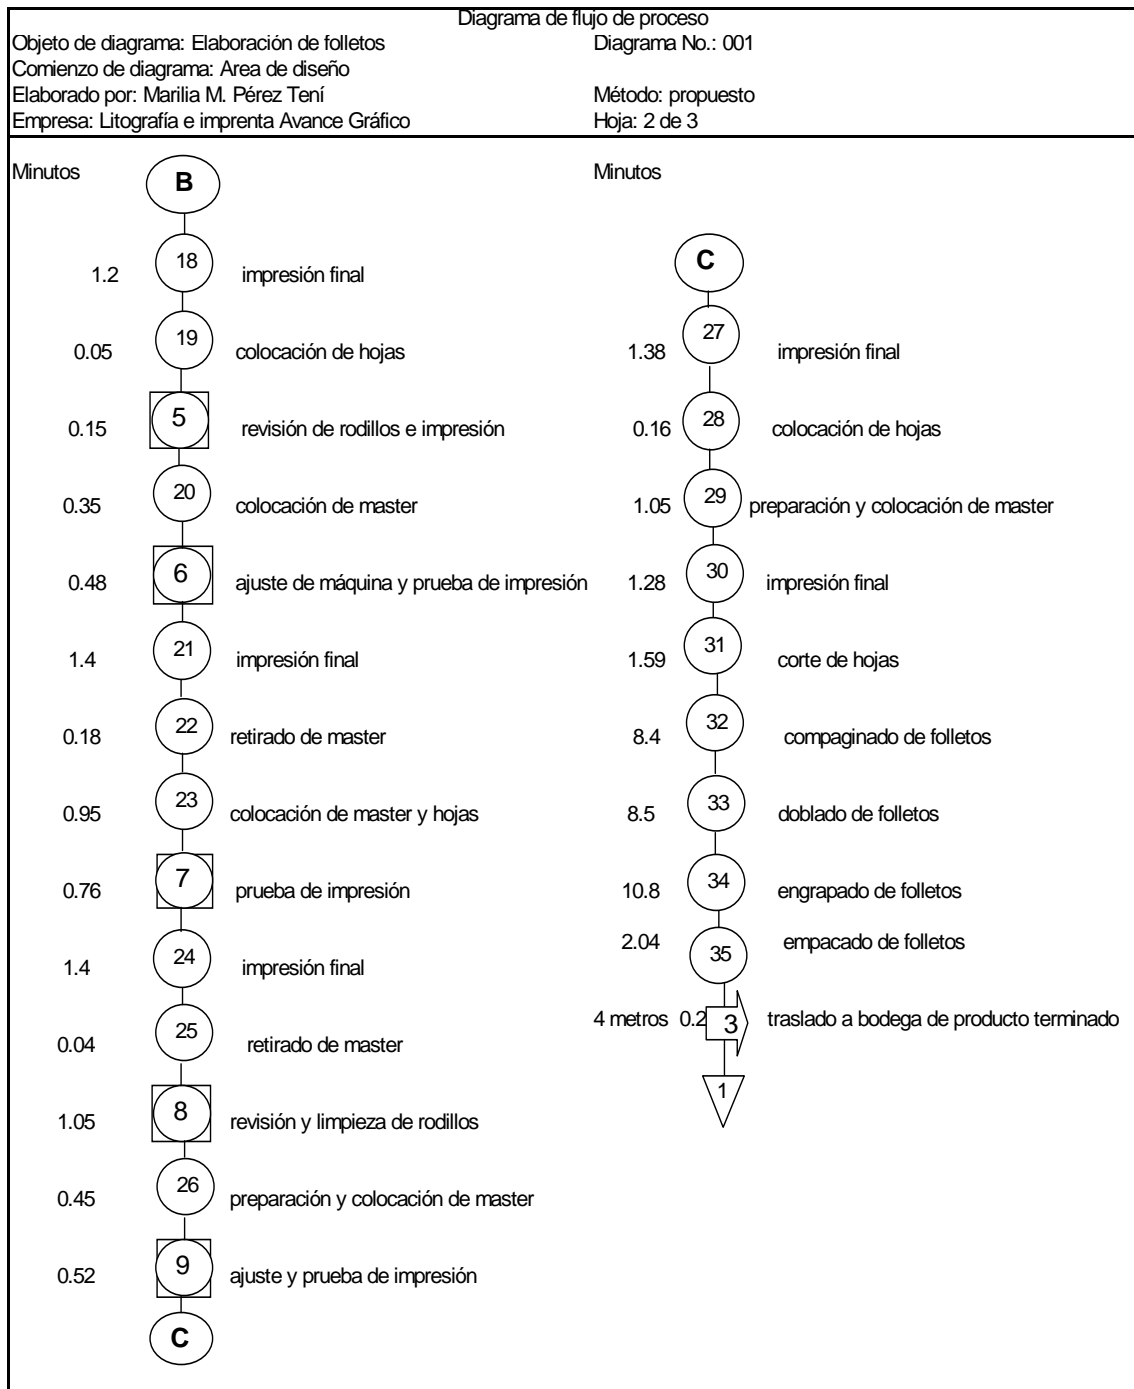 Diagrama de flujo de proceso
Objeto de diagrama: Elaboración de folletos Diagrama No.: 001
Comienzo de diagrama: Area de diseño
Elaborado por: Marilia M. Pérez Tení Método: propuesto
Empresa: Litografía e imprenta Avance Gráfico Hoja: 2 de 3
Minutos
B
1.2 18 impresión final
0.05 19 colocación de hojas
0.15 5 revisión de rodillos e impresión
0.35 20 colocación de master
0.48 6 ajuste de máquina y prueba de impresión
1.4 21 impresión final
0.18 22 retirado de master
0.95 23 colocación de master y hojas
0.76 7 prueba de impresión
1.4 24 impresión final
0.04 25 retirado de master
1.05 8 revisión y limpieza de rodillos
0.45 26 preparación y colocación de master
0.52 9 ajuste y prueba de impresión
C
Minutos
C
1.38 27 impresión final
0.16 28 colocación de hojas
1.05 29 preparación y colocación de master
1.28 30 impresión final
1.59 31 corte de hojas
8.4 32 compaginado de folletos
8.5 33 doblado de folletos
10.8 34 engrapado de folletos
2.04 35 empacado de folletos
4 metros 0.2 3 traslado a bodega de producto terminado
1